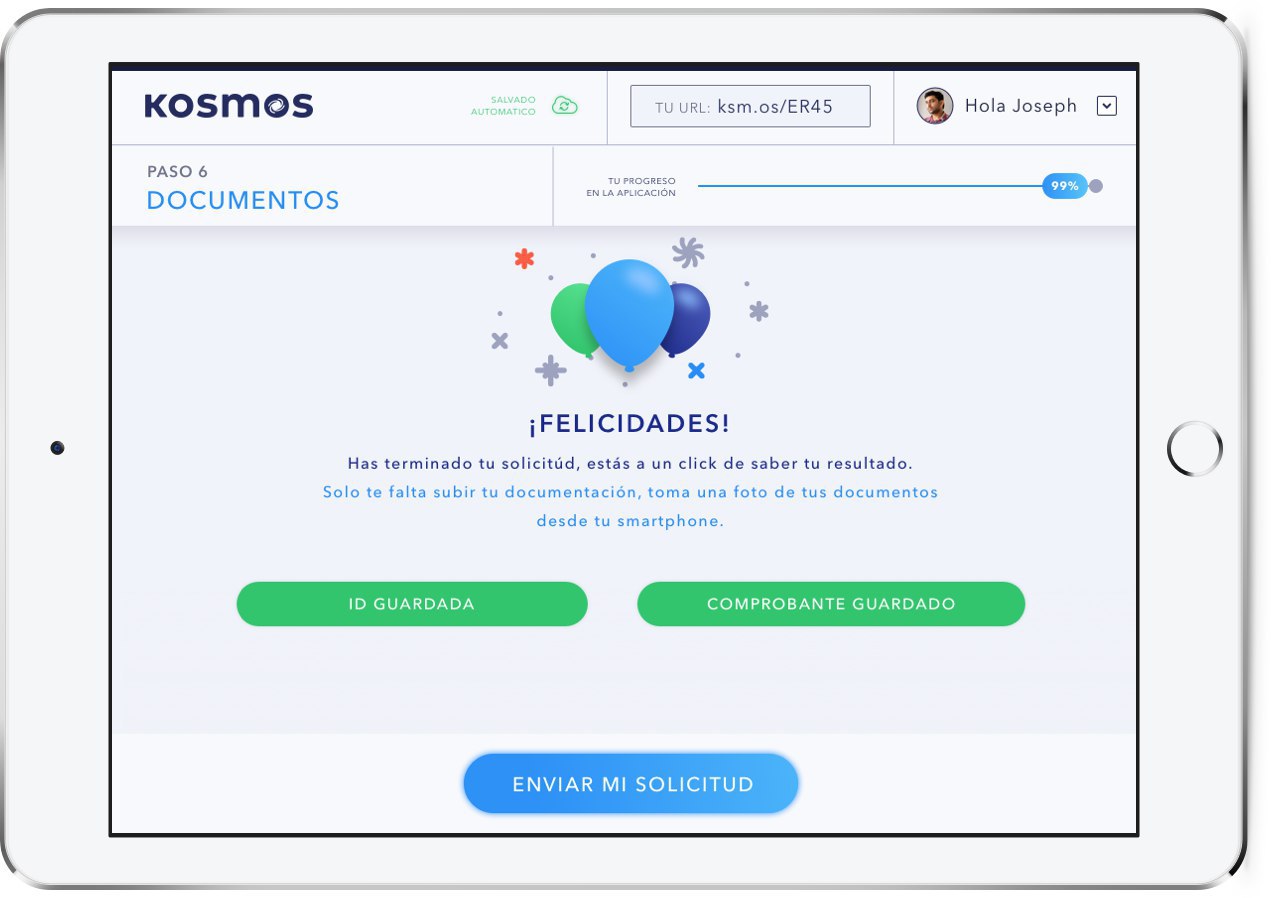 KOSMOS
SALVADO
AUTOMATICO
TU URL: ksm.os/ER45
Hola Joseph
PASO 6
DOCUMENTOS
TU PROGRESO
EN LA APLICACIÓN
99%
¡FELICIDADES!
Has terminado tu solicitúd, estás a un click de saber tu resultado.
Solo te falta subir tu documentación, toma una foto de tus documentos
desde tu smartphone.
ID GUARDADA
COMPROBANTE GUARDADO
ENVIAR MI SOLICITUD